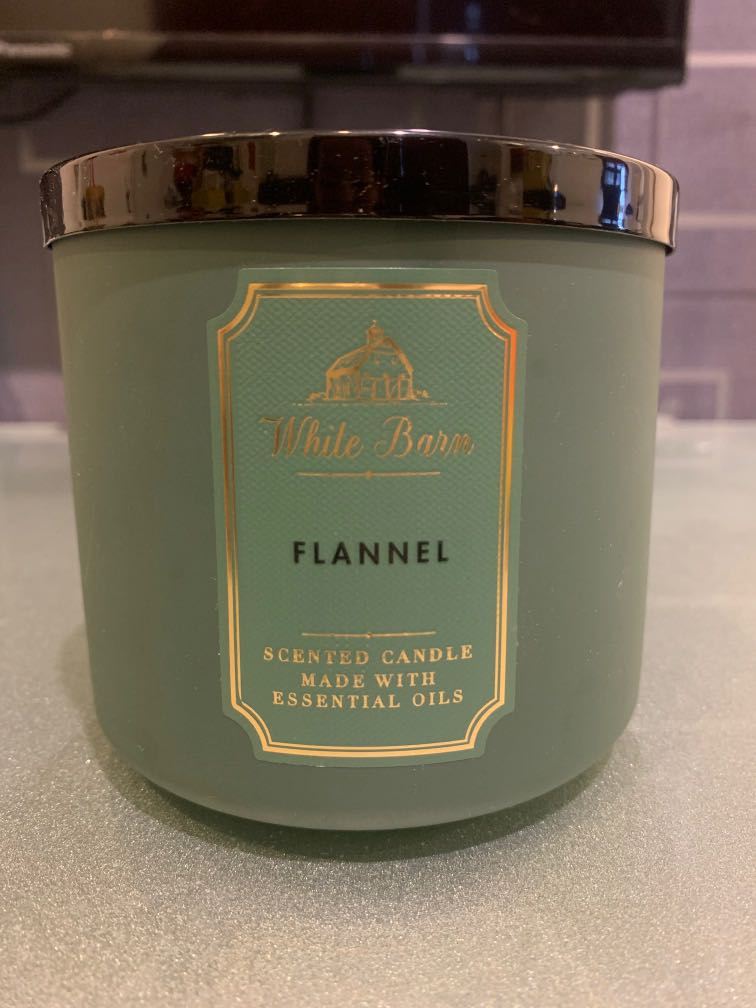 White Barn
FLANNEL
SCENTED CANDLE
MADE WITH
ESSENTIAL OILS